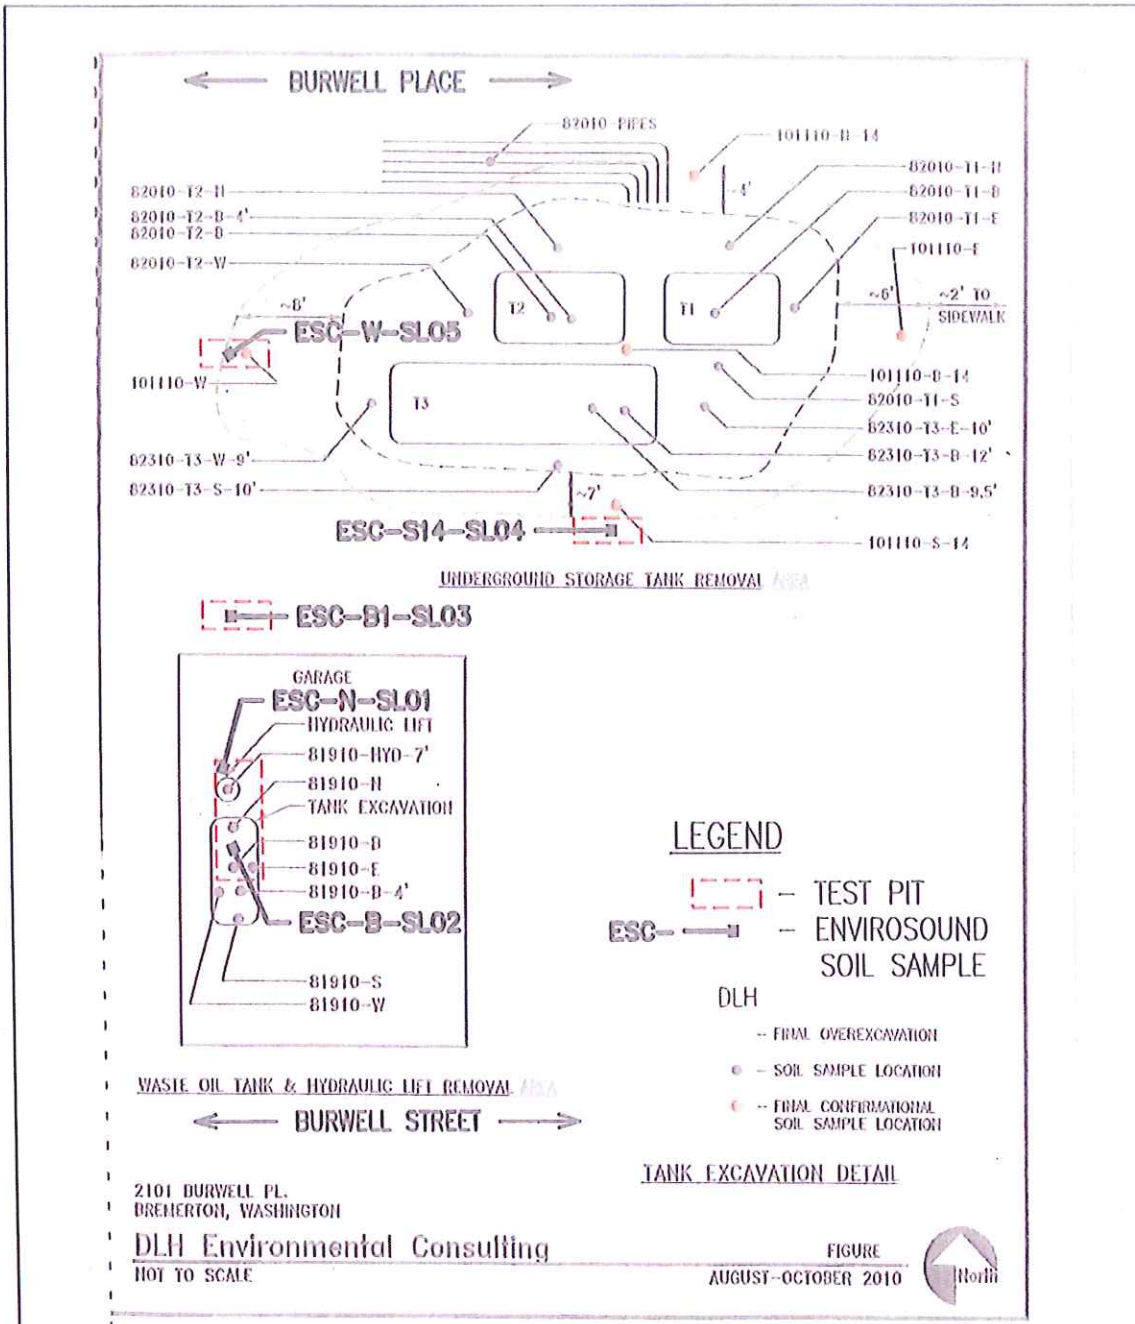 BURWELL PLACE
82010-PIPES
101110-N-14
82010-T1-N
82010-T1-B
82010-T1-E
101110-E
~4'
82010-T2-N
82010-T2-B-4'
82010-T2-B
82010-T2-W
~8'
T2
T1
~6'
~2' TO
SIDEWALK
ESC-W-SL05
101110-W
T3
101110-B-14
82010-T1-S
82310-T3-E-10'
82310-T3-B-12'
82310-T3-B-9.5'
82310-T3-W-9'
82310-T3-S-10'
~7'
ESC-S14-SL04
101110-S-14
UNDERGROUND STORAGE TANK REMOVAL AREA
ESC-B1-SL03
GARAGE
ESC-N-SL01
HYDRAULIC LIFT
81910-HYD-7'
81910-N
TANK EXCAVATION
81910-B
81910-E
81910-B-4'
ESC-B-SL02
81910-S
81910-W
LEGEND
- TEST PIT
ESC- - ENVIROSOUND
SOIL SAMPLE
DLH
- FINAL OVEREXCAVATION
- SOIL SAMPLE LOCATION
- FINAL CONFIRMATIONAL
SOIL SAMPLE LOCATION
WASTE OIL TANK & HYDRAULIC LIFT REMOVAL AREA
BURWELL STREET
TANK EXCAVATION DETAIL
2101 BURWELL PL.
BREMERTON, WASHINGTON
DLH Environmental Consulting
NOT TO SCALE
FIGURE
AUGUST-OCTOBER 2010
North